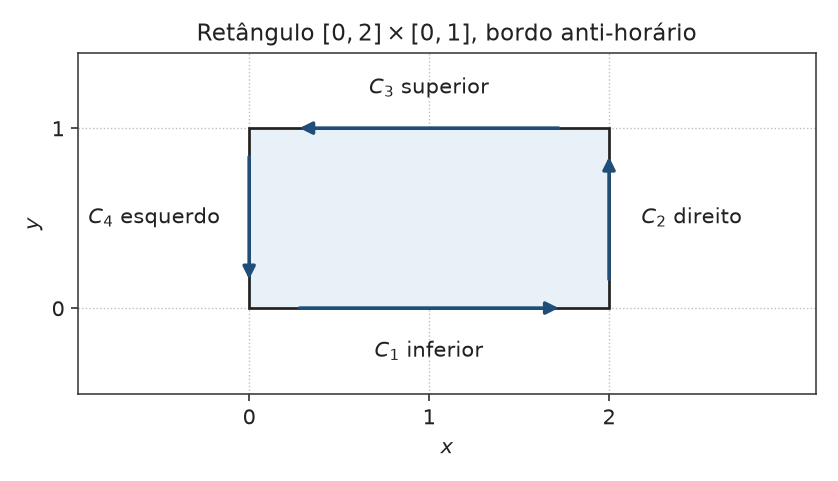 Retângulo [0, 2] × [0, 1], bordo anti-horário
C₃ superior
1
C₄ esquerdo
C₂ direito
y
0
C₁ inferior
0
1
2
x